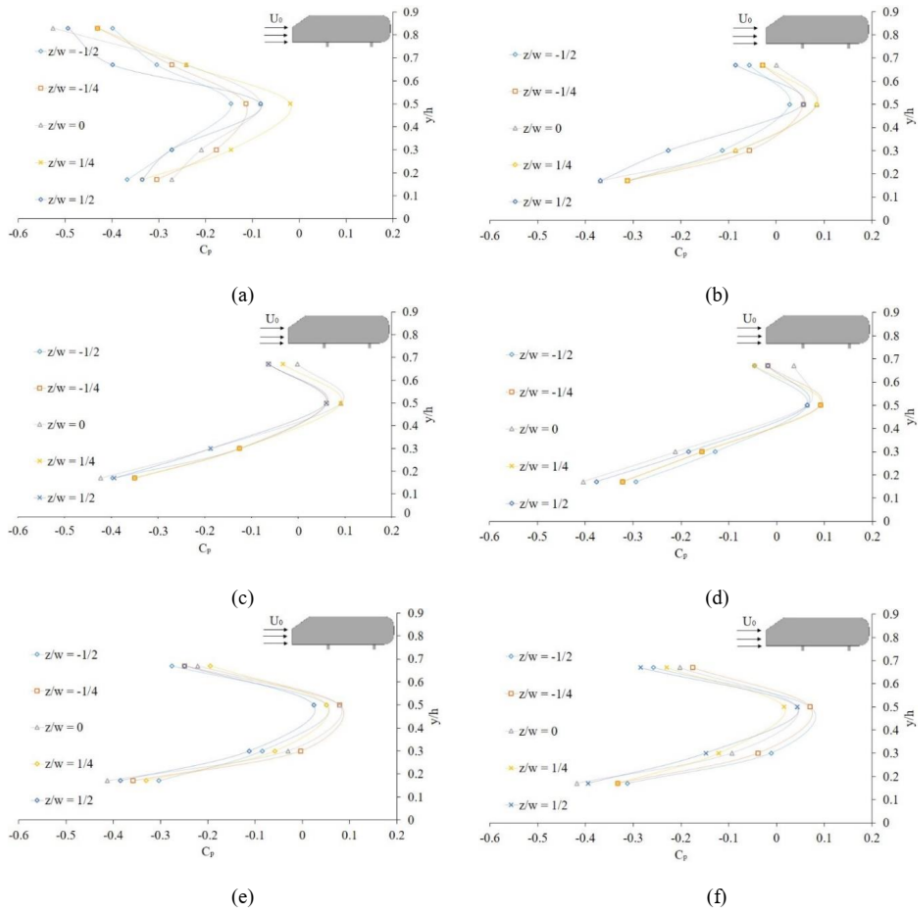 U₀
0.9
0.8
z/w = -1/2
0.7
z/w = -1/4
0.6
0.5
y/h
z/w = 0
0.4
0.3
z/w = 1/4
0.2
z/w = 1/2
0.1
0
-0.6 -0.5 -0.4 -0.3 -0.2 -0.1 0 0.1 0.2
Cₚ
(a)
U₀
0.9
0.8
z/w = -1/2
0.7
z/w = -1/4
0.6
0.5
y/h
z/w = 0
0.4
0.3
z/w = 1/4
0.2
z/w = 1/2
0.1
0
-0.6 -0.5 -0.4 -0.3 -0.2 -0.1 0 0.1 0.2
Cₚ
(b)
U₀
0.9
0.8
z/w = -1/2
0.7
z/w = -1/4
0.6
0.5
y/h
z/w = 0
0.4
0.3
z/w = 1/4
0.2
z/w = 1/2
0.1
0
-0.6 -0.5 -0.4 -0.3 -0.2 -0.1 0 0.1 0.2
Cₚ
(c)
U₀
0.9
0.8
z/w = -1/2
0.7
z/w = -1/4
0.6
0.5
y/h
z/w = 0
0.4
0.3
z/w = 1/4
0.2
z/w = 1/2
0.1
0
-0.6 -0.5 -0.4 -0.3 -0.2 -0.1 0 0.1 0.2
Cₚ
(d)
U₀
0.9
0.8
z/w = -1/2
0.7
z/w = -1/4
0.6
0.5
y/h
z/w = 0
0.4
0.3
z/w = 1/4
0.2
z/w = 1/2
0.1
0
-0.6 -0.5 -0.4 -0.3 -0.2 -0.1 0 0.1 0.2
Cₚ
(e)
U₀
0.9
0.8
z/w = -1/2
0.7
z/w = -1/4
0.6
0.5
y/h
z/w = 0
0.4
0.3
z/w = 1/4
0.2
z/w = 1/2
0.1
0
-0.6 -0.5 -0.4 -0.3 -0.2 -0.1 0 0.1 0.2
Cₚ
(f)